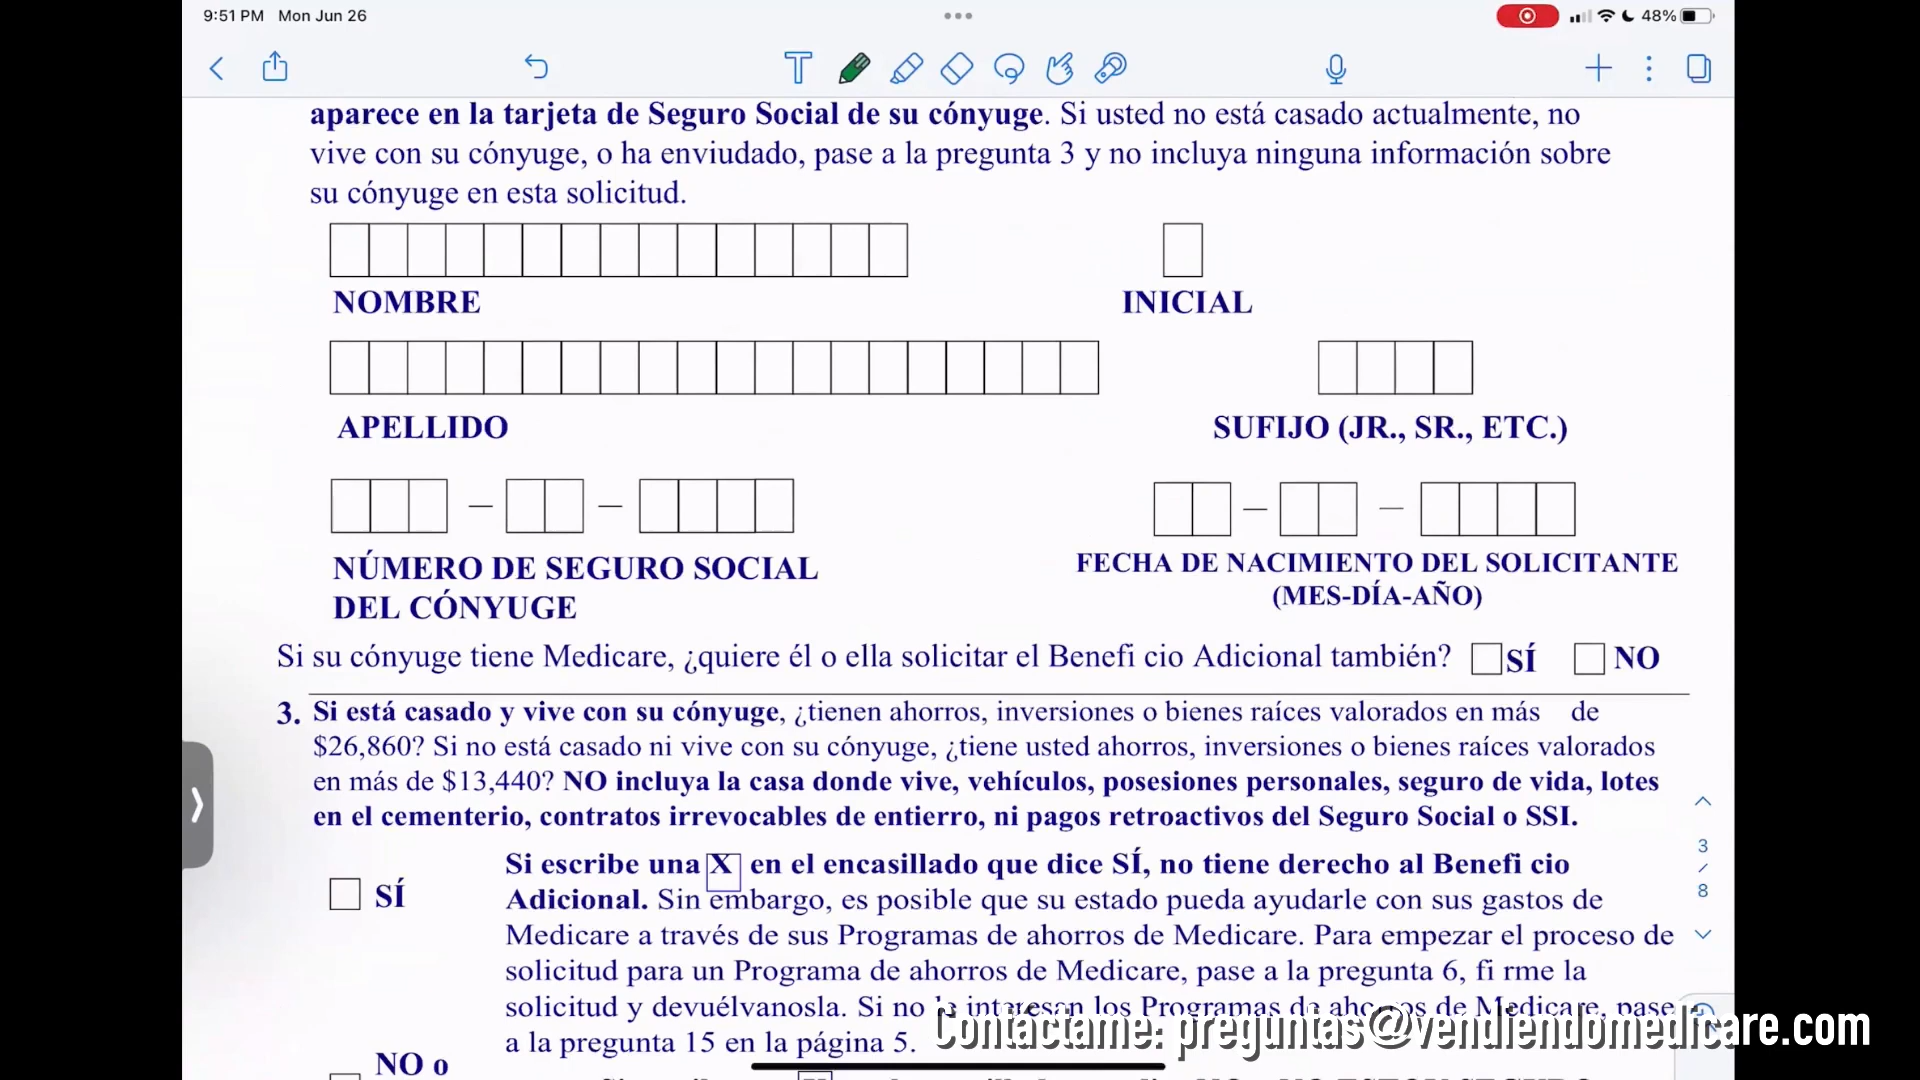 9:51 PM Mon Jun 26
48%
aparece en la tarjeta de Seguro Social de su cónyuge. Si usted no está casado actualmente, no
vive con su cónyuge, o ha enviudado, pase a la pregunta 3 y no incluya ninguna información sobre
su cónyuge en esta solicitud.
NOMBRE
INICIAL
APELLIDO
SUFIJO (JR., SR., ETC.)
NÚMERO DE SEGURO SOCIAL
DEL CÓNYUGE
FECHA DE NACIMIENTO DEL SOLICITANTE
(MES-DÍA-AÑO)
Si su cónyuge tiene Medicare, ¿quiere él o ella solicitar el Benefi cio Adicional también? SÍ NO
3. Si está casado y vive con su cónyuge, ¿tienen ahorros, inversiones o bienes raíces valorados en más de
$26,860? Si no está casado ni vive con su cónyuge, ¿tiene usted ahorros, inversiones o bienes raíces valorados
en más de $13,440? NO incluya la casa donde vive, vehículos, posesiones personales, seguro de vida, lotes
en el cementerio, contratos irrevocables de entierro, ni pagos retroactivos del Seguro Social o SSI.
SÍ
Si escribe una X en el encasillado que dice SÍ, no tiene derecho al Benefi cio
Adicional. Sin embargo, es posible que su estado pueda ayudarle con sus gastos de
Medicare a través de sus Programas de ahorros de Medicare. Para empezar el proceso de
solicitud para un Programa de ahorros de Medicare, pase a la pregunta 6, fi rme la
solicitud y devuélvanosla. Si no le interesan los Programas de ahorros de Medicare, pase
a la pregunta 15 en la página 5.
NO o
3
/
8
Contáctame: preguntas@vendiendomedicare.com